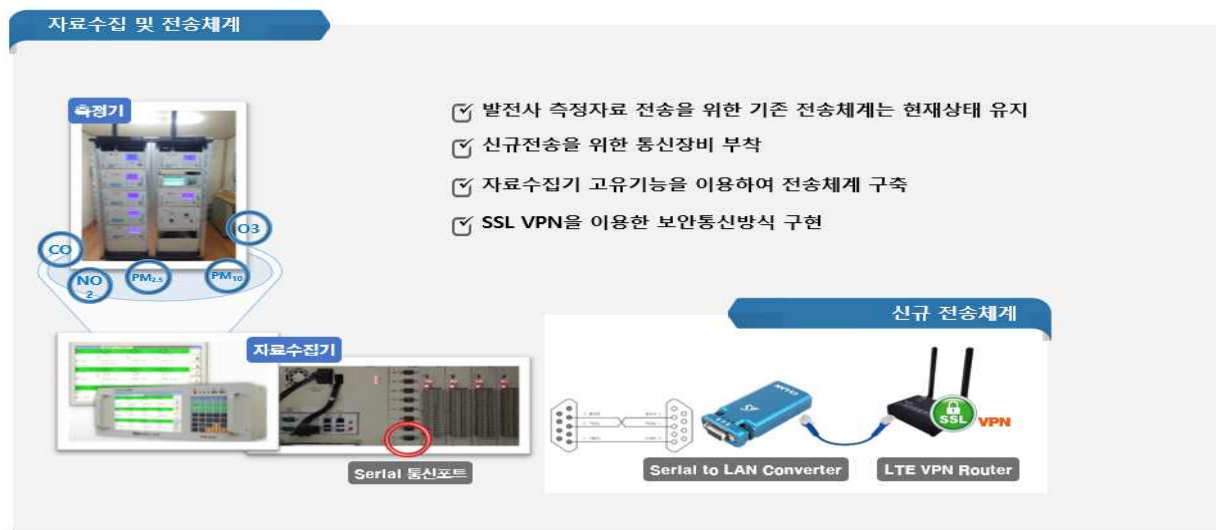 자료수집 및 전송체계
측정기
발전사 측정자료 전송을 위한 기존 전송체계는 현재상태 유지
신규전송을 위한 통신장비 부착
자료수집기 고유기능을 이용하여 전송체계 구축
SSL VPN을 이용한 보안통신방식 구현
O3
CO
NO
2
PM2.5
PM10
신규 전송체계
자료수집기
SSL
VPN
Serial 통신포트
Serial to LAN Converter
LTE VPN Router